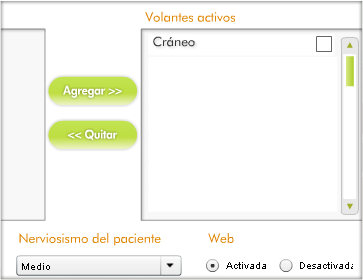 Volantes activos
Cráneo
Agregar >>
<< Quitar
Nerviosismo del paciente
Web
Medio
Activada
Desactivada